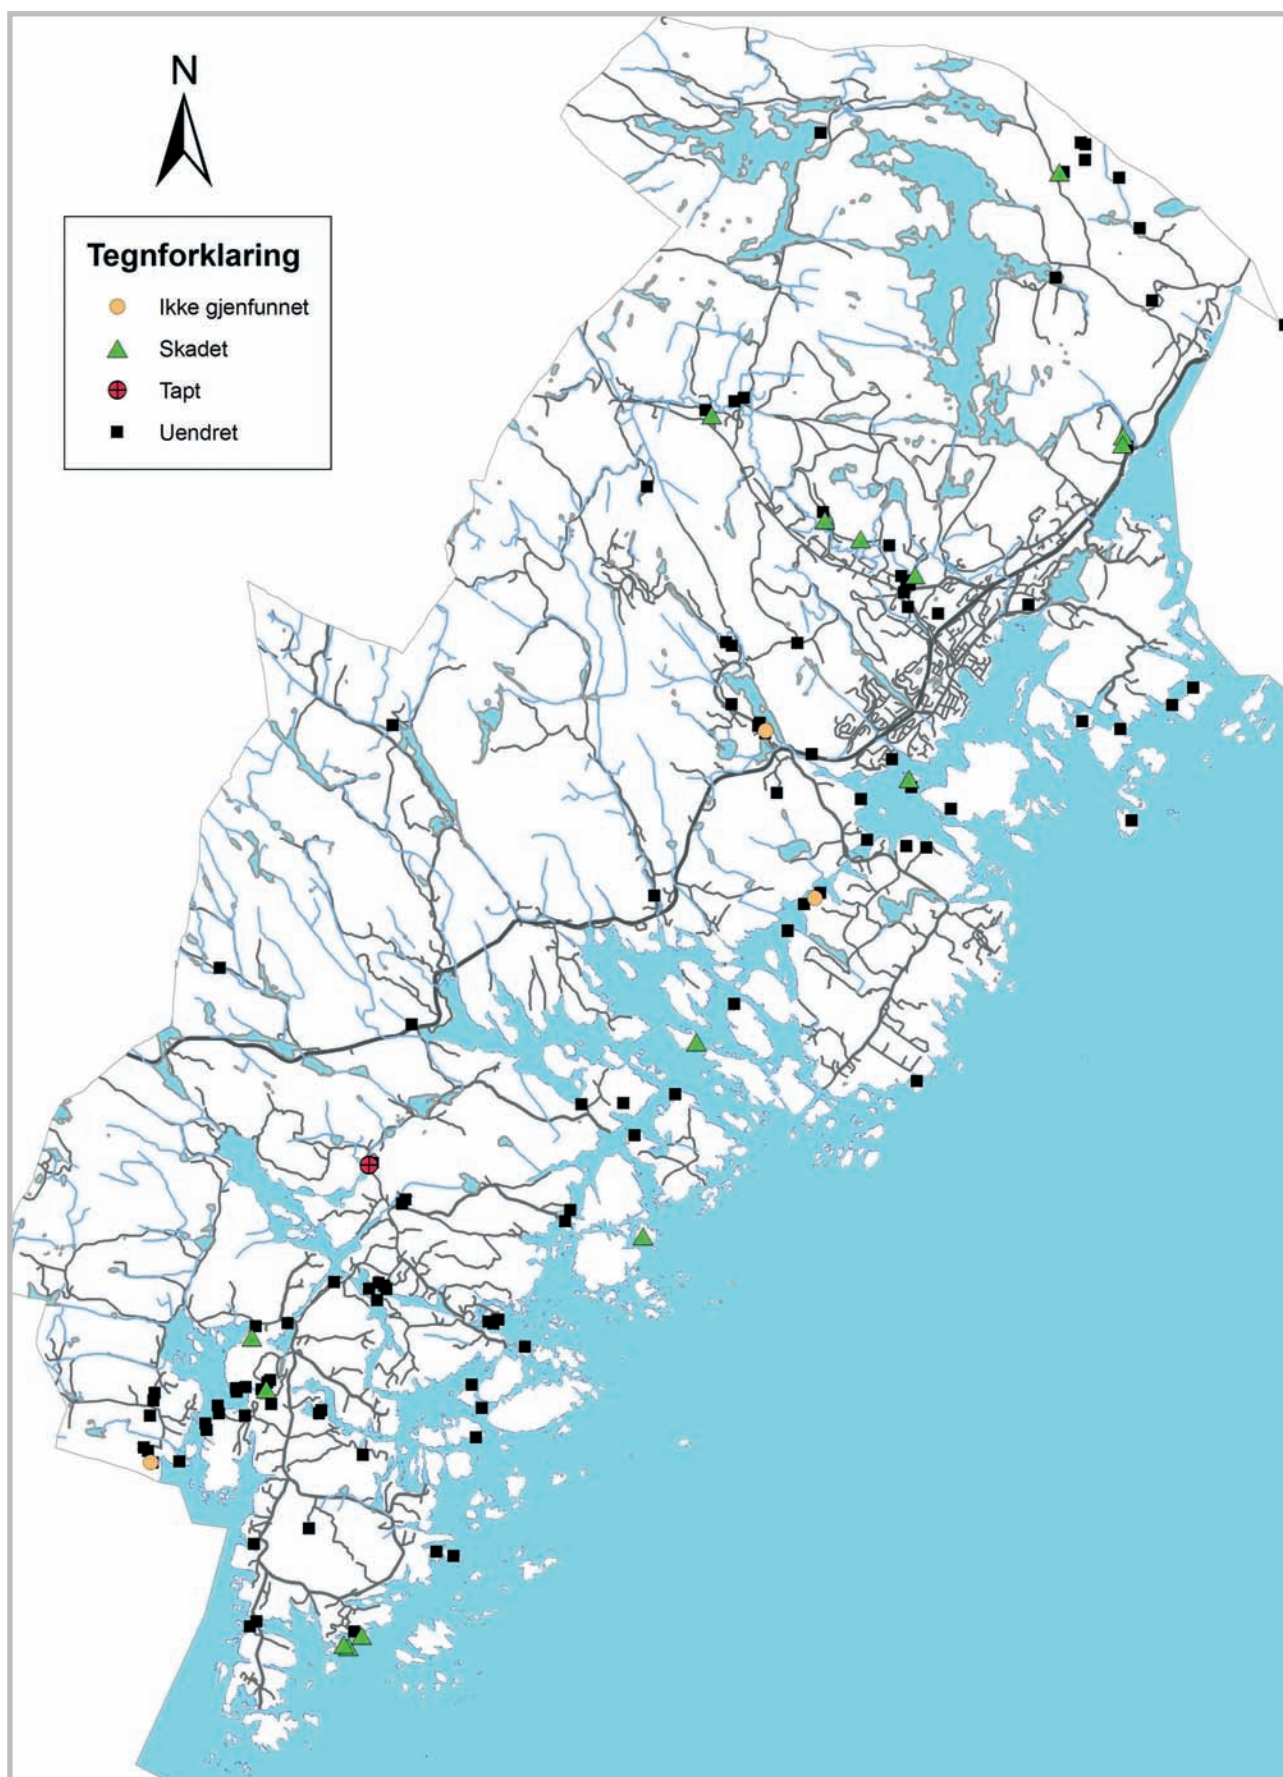 N
Tegnforklaring
Ikke gjenfunnet
Skadet
Tapt
Uendret